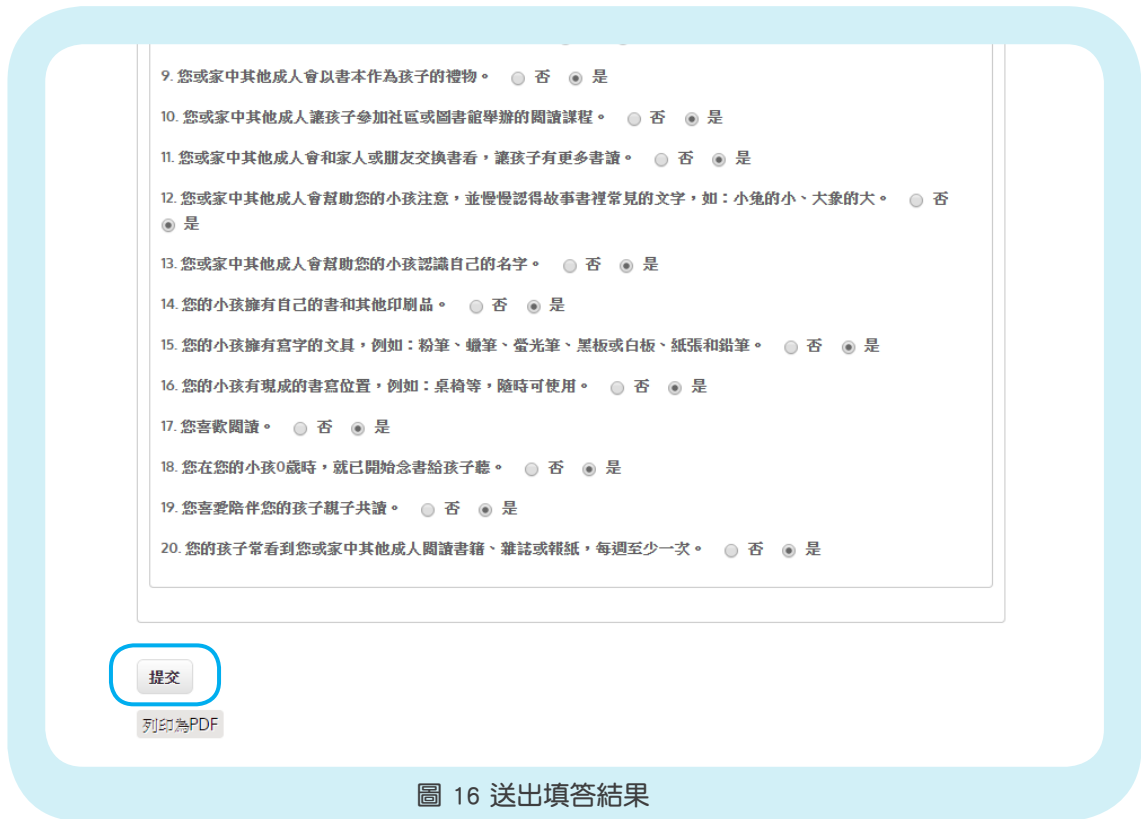 9. 您或家中其他成人會以書本作為孩子的禮物。 否 是
10. 您或家中其他成人讓孩子參加社區或圖書館舉辦的閱讀課程。 否 是
11. 您或家中其他成人會和家人或朋友交換書看，讓孩子有更多書讀。 否 是
12. 您或家中其他成人會幫助您的小孩注意，並慢慢認得故事書裡常見的文字，如：小兔的小、大象的大。 否
是
13. 您或家中其他成人會幫助您的小孩認識自己的名字。 否 是
14. 您的小孩擁有自己的書和其他印刷品。 否 是
15. 您的小孩擁有寫字的文具，例如：粉筆、蠟筆、螢光筆、黑板或白板、紙張和鉛筆。 否 是
16. 您的小孩有現成的書寫位置，例如：桌椅等，隨時可使用。 否 是
17. 您喜歡閱讀。 否 是
18. 您在您的小孩0歲時，就已開始念書給孩子聽。 否 是
19. 您喜愛陪伴您的孩子親子共讀。 否 是
20. 您的孩子常看到您或家中其他成人閱讀書籍、雜誌或報紙，每週至少一次。 否 是
提交
列印為PDF
圖 16 送出填答結果